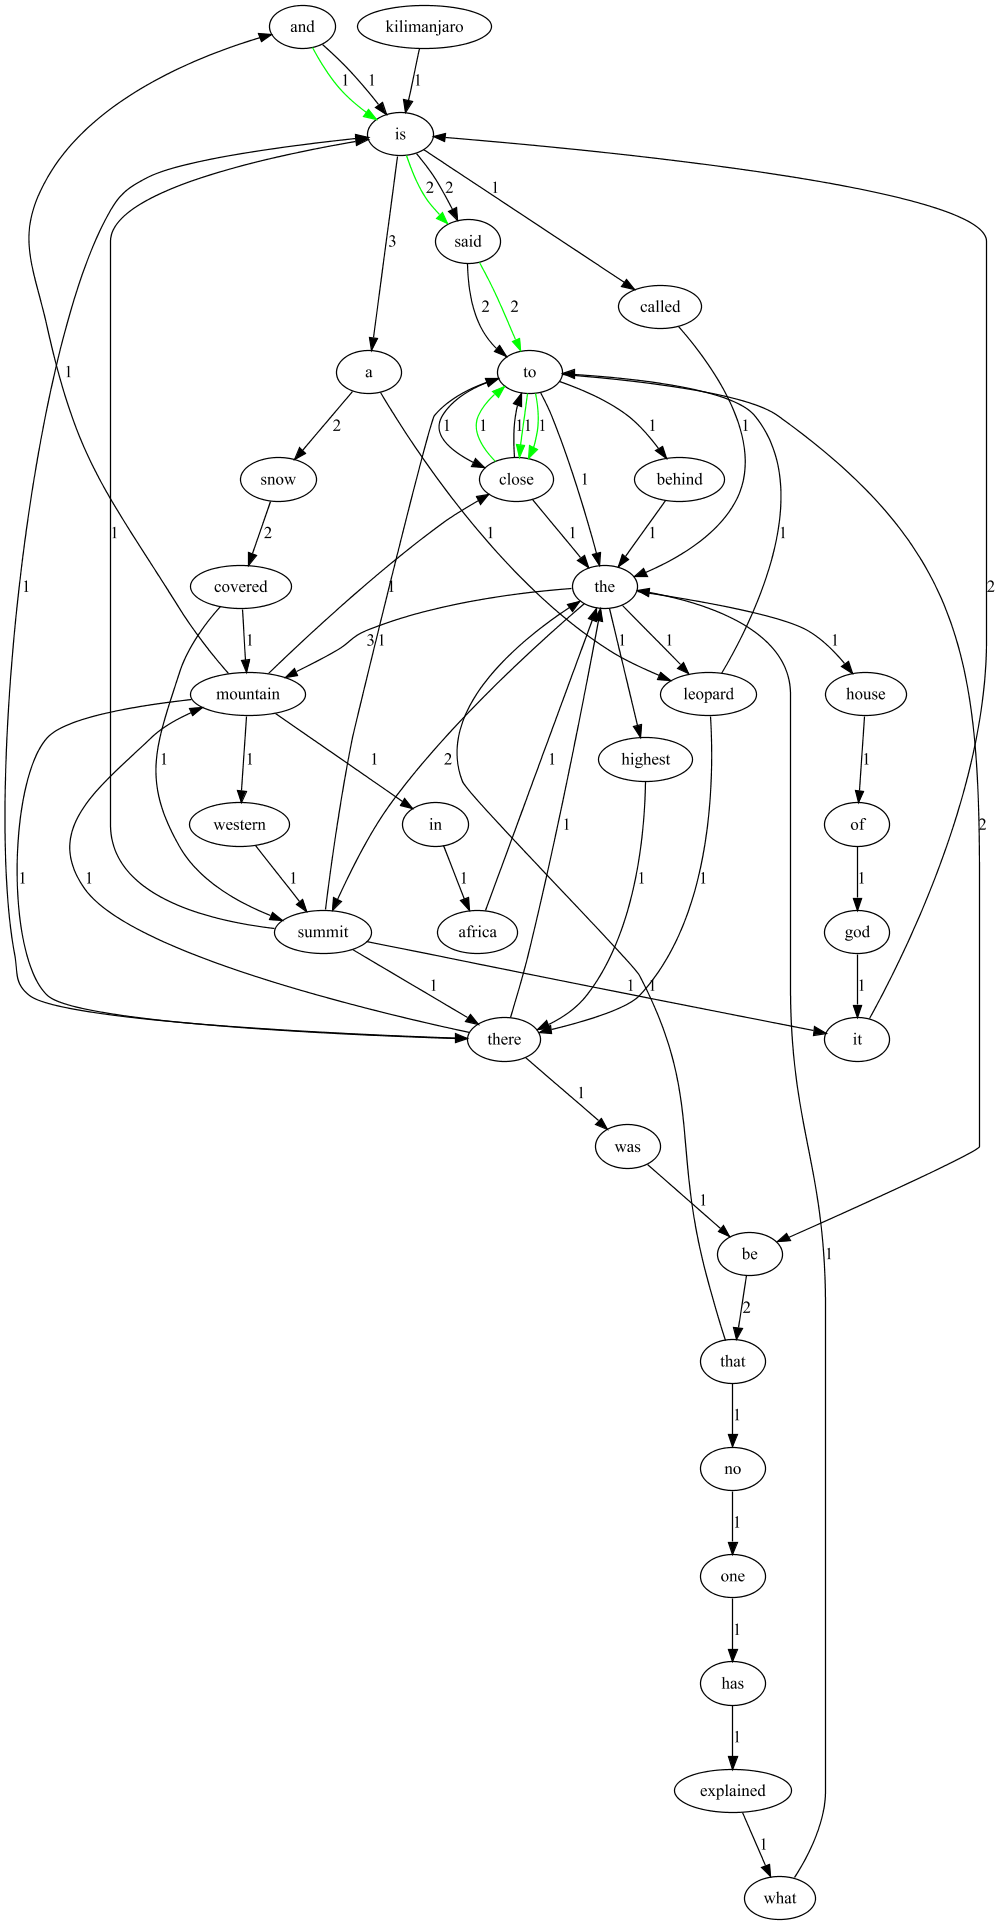 and kilimanjaro
1 1 1
is
2 2 1
said
3
called
2 2
to
a
1 1 1 1 1 1 1
2
snow close behind
2 1 1 1 1
covered the
1 1 3 1 1 1 1 1 2
mountain leopard house
1 1 1 2 1 highest 1
western in of
1 1 1 2
1 1 1 1 1 1 1 1
summit africa god
1 1 1 1
there it
1
was
1
be 1
2
that
1
no
1
one
1
has
1
explained
1
what